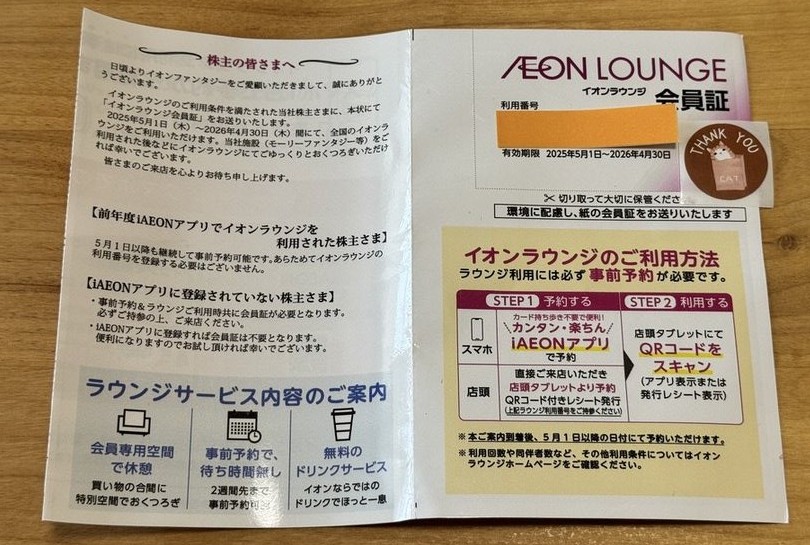 株主の皆さまへ
日頃よりイオンファンタジーをご愛顧いただきまして、誠にありがと
うございます。
イオンラウンジのご利用条件を満たされた当社株主さまに、本状にて
「イオンラウンジ会員証」をお送りいたします。
2025年5月1日（木）～2026年4月30日（木）間にて、全国のイオンラ
ウンジをご利用いただけます。当社施設（モーリーファンタジー等）をご
利用された後などにイオンラウンジにてごゆっくりとおくつろぎいただけ
れば幸いでございます。
皆さまのご来店を心よりお待ち申し上げます。
【前年度iAEONアプリでイオンラウンジを
利用された株主さま】
５月１日以降も継続して事前予約可能です。あらためてイオンラウンジの
利用番号を登録する必要はございません。
【iAEONアプリに登録されていない株主さま】
・事前予約＆ラウンジご利用時共に会員証が必要となります。
必ずご持参の上、ご来店ください。
・iAEONアプリに登録すれば会員証は不要となります。
便利になりますのでお試し頂ければ幸いでございます。
ラウンジサービス内容のご案内
会員専用空間
で休憩
買い物の合間に
特別空間でおくつろぎ
事前予約で、
待ち時間無し
2週間先まで
事前予約可
無料の
ドリンクサービス
イオンならではの
ドリンクでほっと一息
ÆON LOUNGE
イオンラウンジ
会員証
利用番号
有効期限 2025年5月1日～2026年4月30日
THANK YOU
CAT
切り取って大切に保管くださ
環境に配慮し、紙の会員証をお送りいたします
イオンラウンジのご利用方法
ラウンジ利用には必ず事前予約が必要です。
STEP1 予約する
STEP2 利用する
スマホ
カード持ち歩き不要で便利！
カンタン・楽ちん
iAEONアプリ
で予約
店頭
直接ご来店いただき
店頭タブレットより予約
QRコード付きレシート発行
(上記ラウンジ利用番号をご持参ください)
店頭タブレットにて
QRコードを
スキャン
(アプリ表示または
発行レシート表示)
※本ご案内到着後、５月１日以降の日付にて予約いただけます。
※利用回数や同伴者数など、その他利用条件についてはイオン
ラウンジホームページをご確認ください。